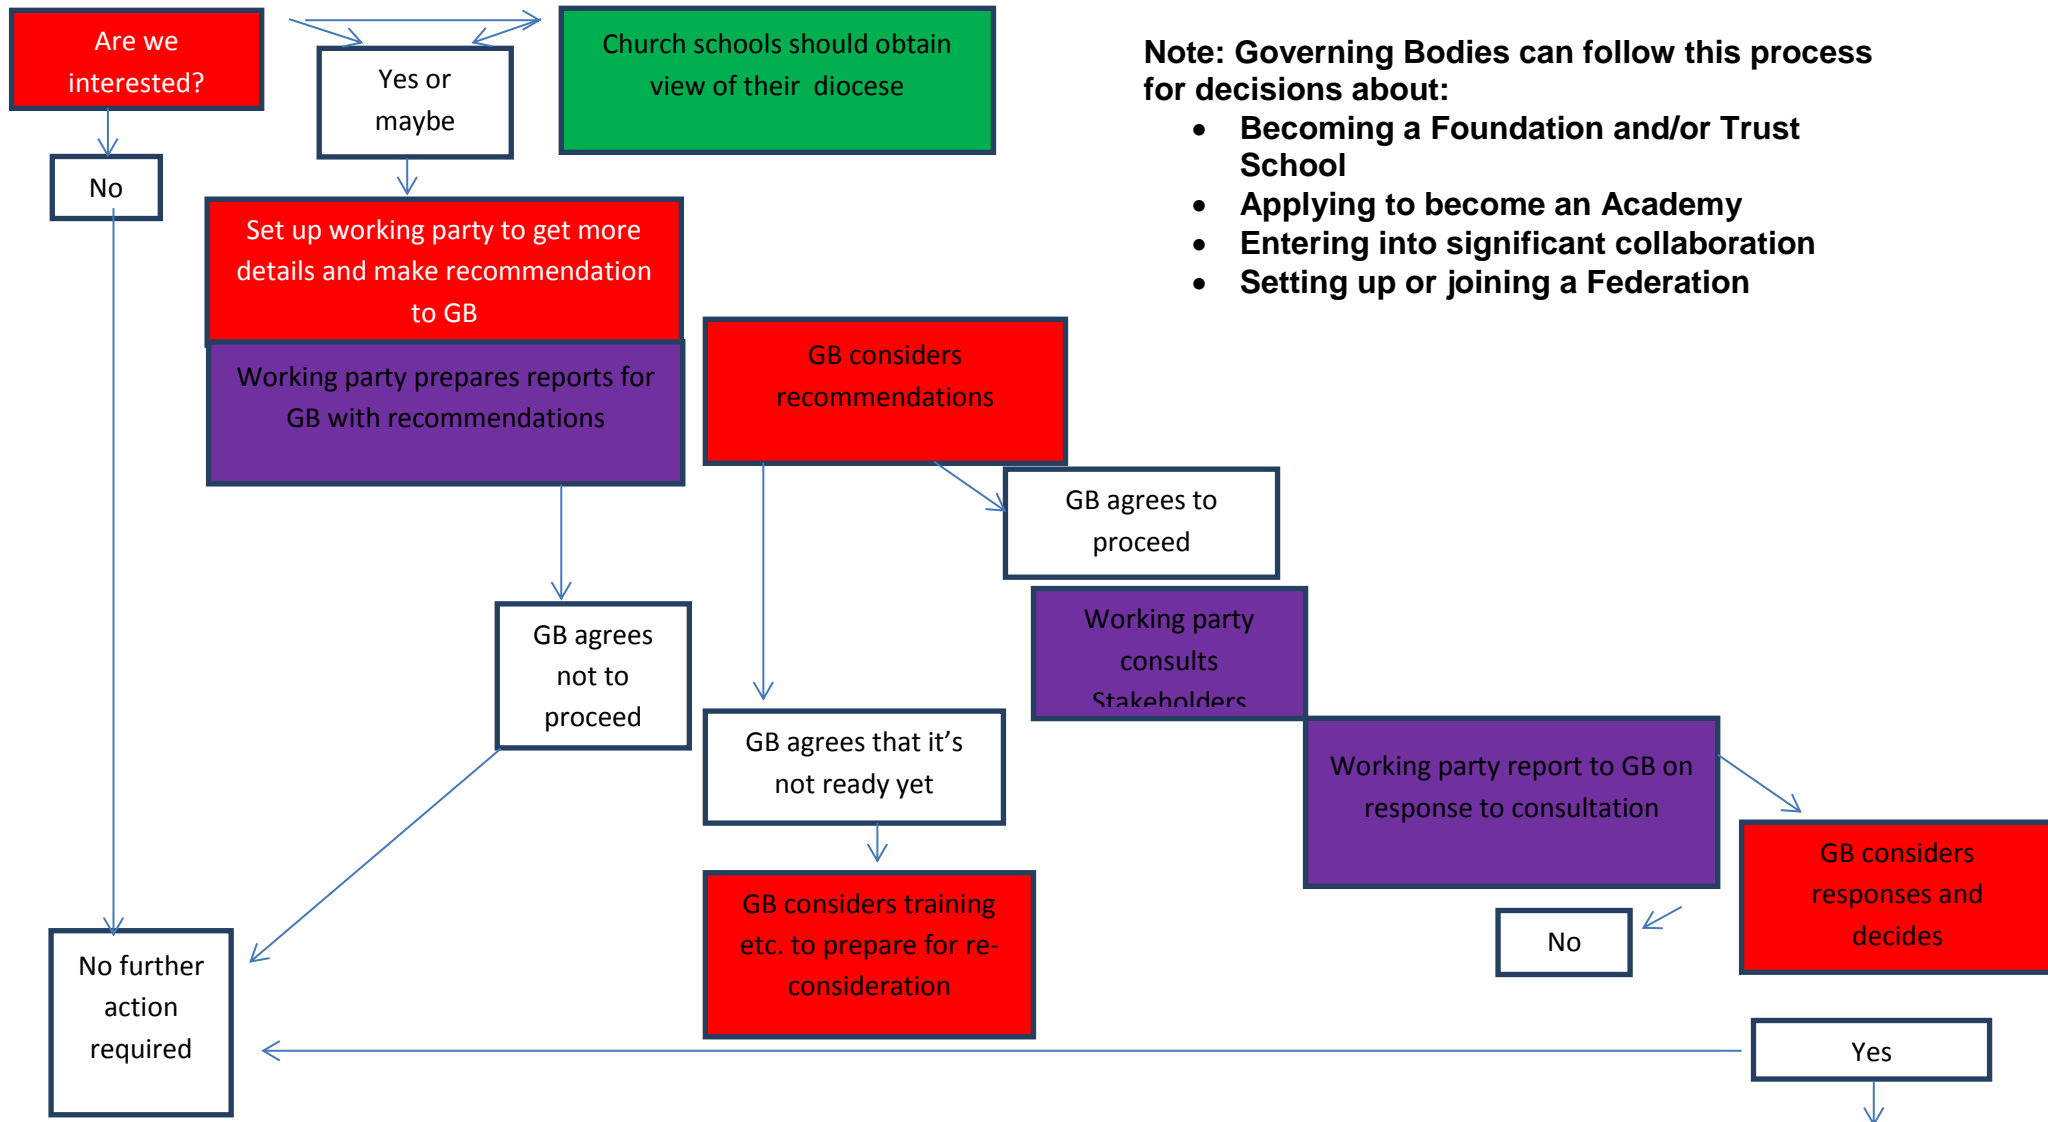 Are we
interested?
Yes or
maybe
Church schools should obtain
view of their diocese
Note: Governing Bodies can follow this process
for decisions about:
• Becoming a Foundation and/or Trust
School
• Applying to become an Academy
• Entering into significant collaboration
• Setting up or joining a Federation
No
Set up working party to get more
details and make recommendation
to GB
Working party prepares reports for
GB with recommendations
GB considers
recommendations
GB agrees to
proceed
GB agrees
not to
proceed
Working party
consults
Stakeholders
GB agrees that it’s
not ready yet
Working party report to GB on
response to consultation
GB considers
responses and
decides
GB considers training
etc. to prepare for re-
consideration
No
No further
action
required
Yes